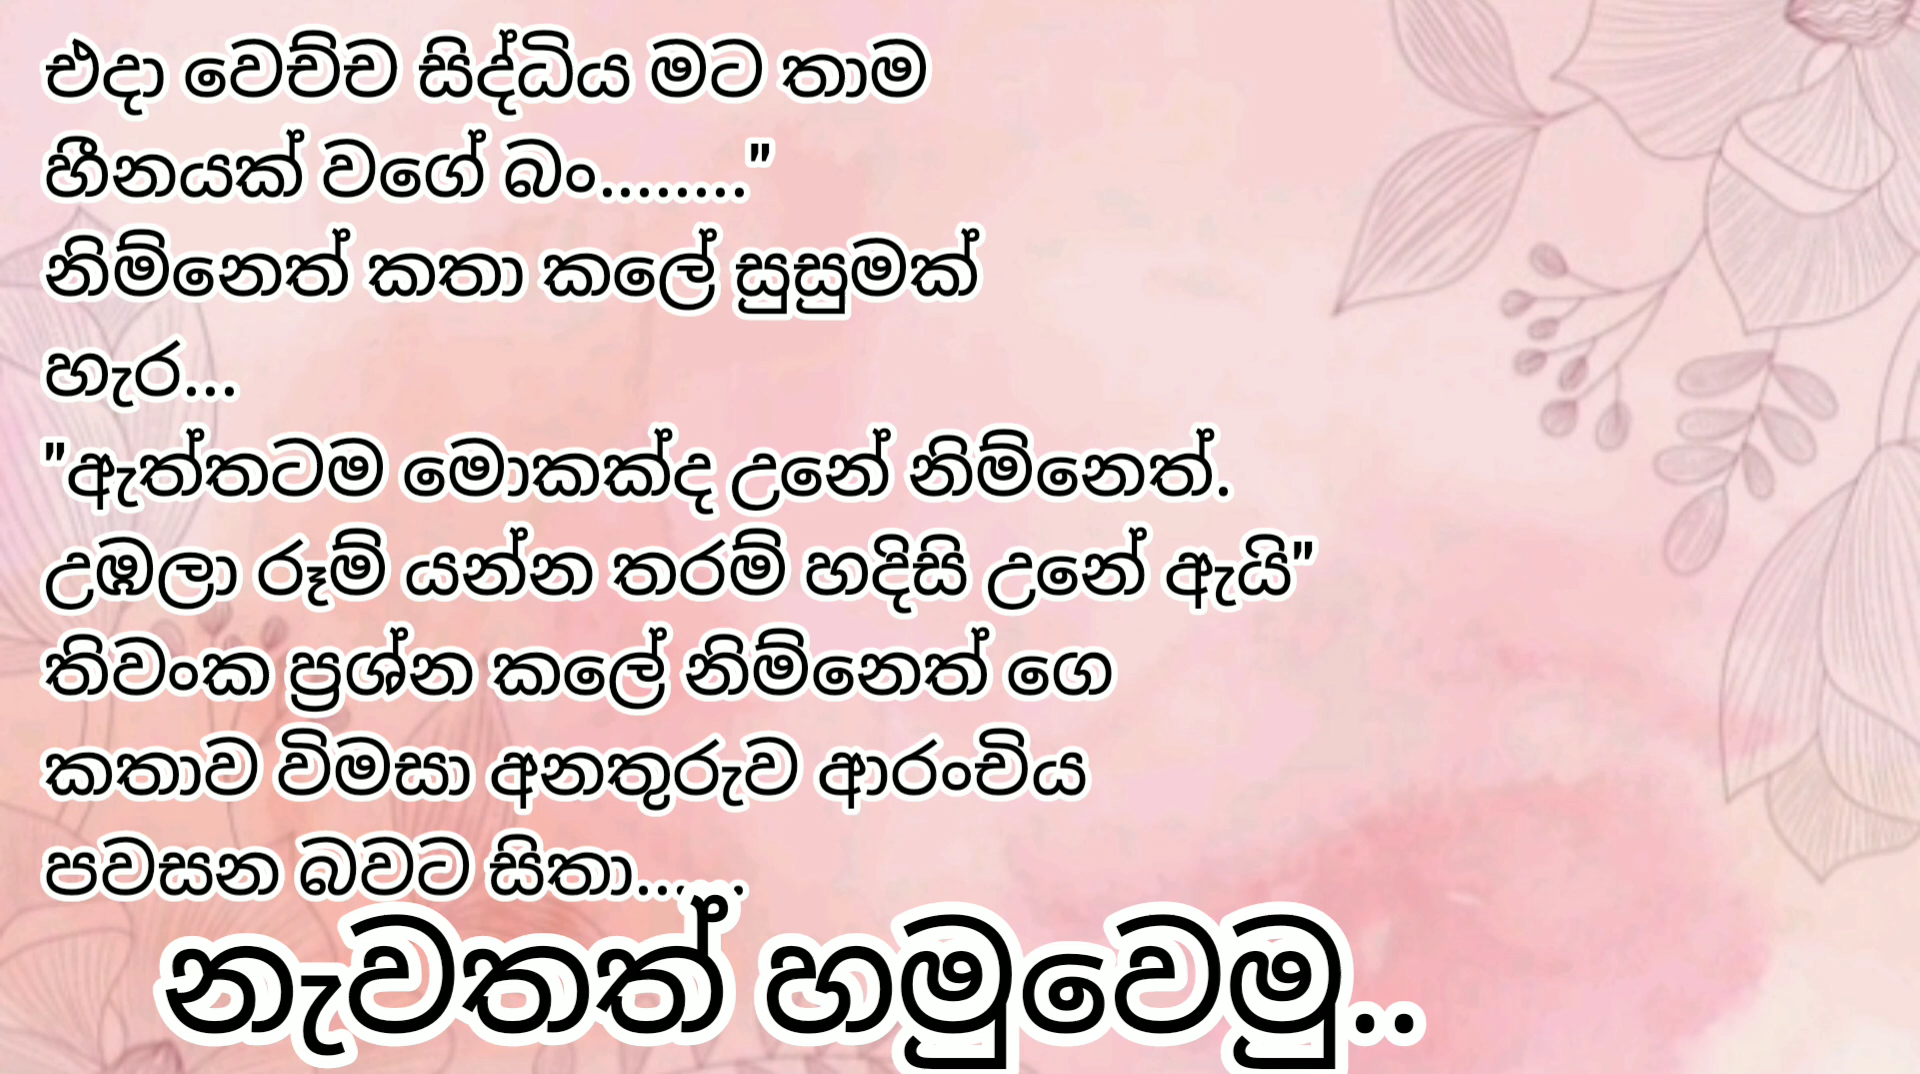 එදා වෙච්ච සිද්ධිය මට තාම
හීනයක් වගේ බං........"
නිම්නෙත් කතා කලේ සුසුමක්
හැර...
"ඇත්තටම මොකක්ද උනේ නිම්නෙත්.
උඹලා රූම් යන්න තරම් හදිසි උනේ ඇයි"
තිවංක ප්‍රශ්න කලේ නිම්නෙත් ගෙ
කතාව විමසා අනතුරුව ආරංචිය
පවසන බවට සිතා......
නැවතත් හමුවෙමු..